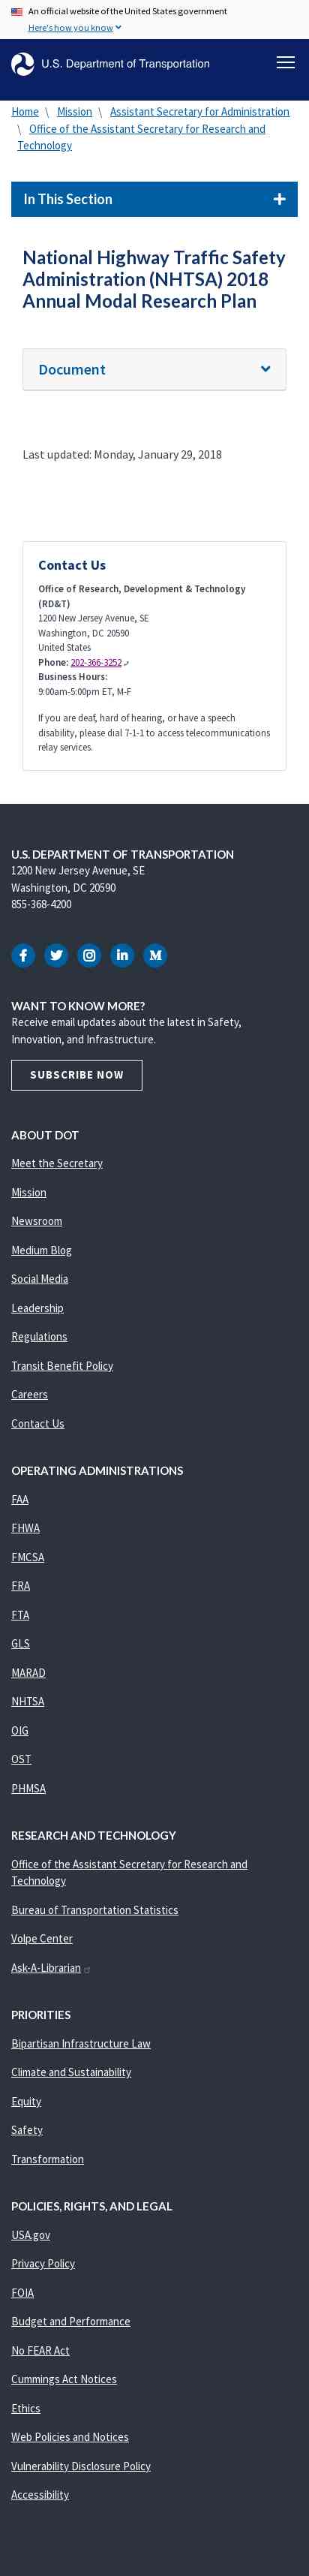 An official website of the United States government
Here's how you know
U.S. Department of Transportation
Home \ Mission \ Assistant Secretary for Administration
\ Office of the Assistant Secretary for Research and
Technology
In This Section
National Highway Traffic Safety
Administration (NHTSA) 2018
Annual Modal Research Plan
Document
Last updated: Monday, January 29, 2018
Contact Us
Office of Research, Development & Technology
(RD&T)
1200 New Jersey Avenue, SE
Washington, DC 20590
United States
Phone: 202-366-3252
Business Hours:
9:00am-5:00pm ET, M-F
If you are deaf, hard of hearing, or have a speech
disability, please dial 7-1-1 to access telecommunications
relay services.
U.S. DEPARTMENT OF TRANSPORTATION
1200 New Jersey Avenue, SE
Washington, DC 20590
855-368-4200
WANT TO KNOW MORE?
Receive email updates about the latest in Safety,
Innovation, and Infrastructure.
SUBSCRIBE NOW
ABOUT DOT
Meet the Secretary
Mission
Newsroom
Medium Blog
Social Media
Leadership
Regulations
Transit Benefit Policy
Careers
Contact Us
OPERATING ADMINISTRATIONS
FAA
FHWA
FMCSA
FRA
FTA
GLS
MARAD
NHTSA
OIG
OST
PHMSA
RESEARCH AND TECHNOLOGY
Office of the Assistant Secretary for Research and
Technology
Bureau of Transportation Statistics
Volpe Center
Ask-A-Librarian
PRIORITIES
Bipartisan Infrastructure Law
Climate and Sustainability
Equity
Safety
Transformation
POLICIES, RIGHTS, AND LEGAL
USA.gov
Privacy Policy
FOIA
Budget and Performance
No FEAR Act
Cummings Act Notices
Ethics
Web Policies and Notices
Vulnerability Disclosure Policy
Accessibility